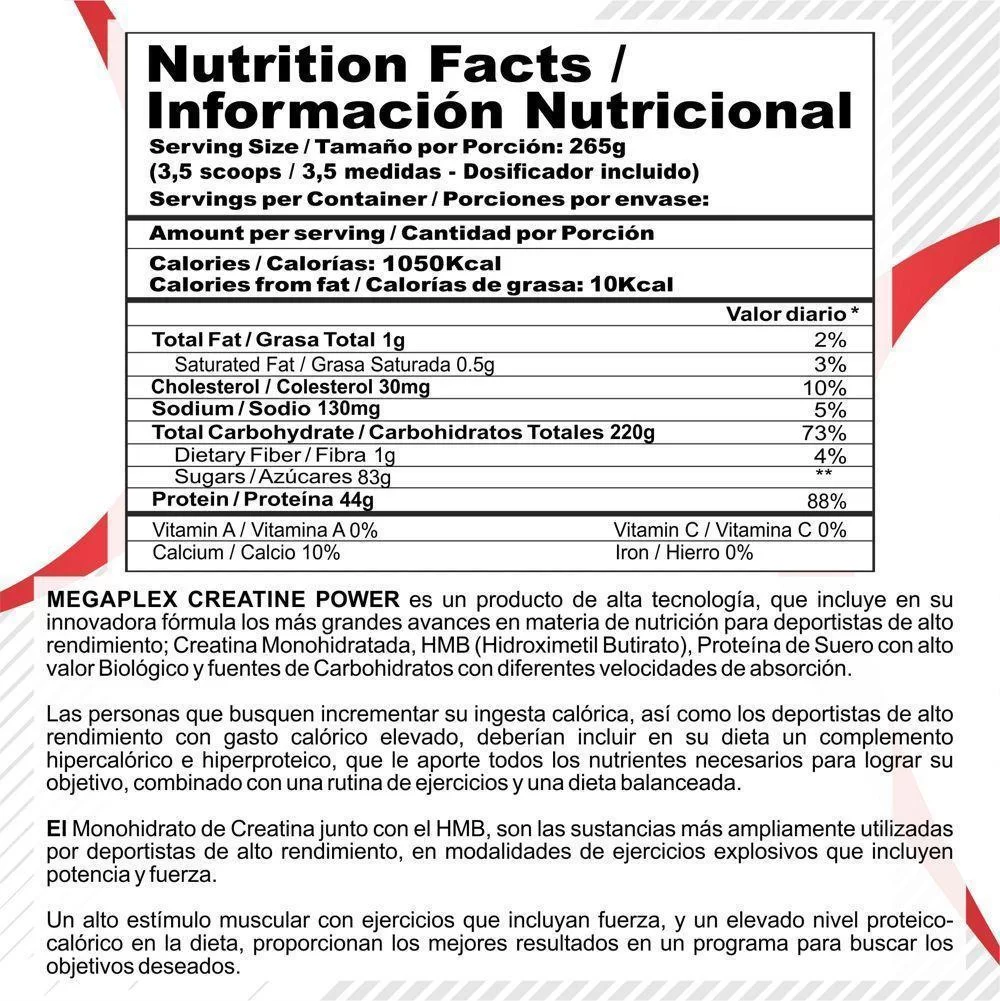 Nutrition Facts /
Información Nutricional
Serving Size / Tamaño por Porción: 265g
(3,5 scoops / 3,5 medidas - Dosificador incluido)
Servings per Container / Porciones por envase:
Amount per serving / Cantidad por Porción
Calories / Calorías: 1050Kcal
Calories from fat / Calorías de grasa: 10Kcal
Valor diario *
Total Fat / Grasa Total 1g 2%
Saturated Fat / Grasa Saturada 0.5g 3%
Cholesterol / Colesterol 30mg 10%
Sodium / Sodio 130mg 5%
Total Carbohydrate / Carbohidratos Totales 220g 73%
Dietary Fiber / Fibra 1g 4%
Sugars / Azúcares 83g **
Protein / Proteína 44g 88%
Vitamin A / Vitamina A 0% Vitamin C / Vitamina C 0%
Calcium / Calcio 10% Iron / Hierro 0%
MEGAPLEX CREATINE POWER es un producto de alta tecnología, que incluye en su
innovadora fórmula los más grandes avances en materia de nutrición para deportistas de alto
rendimiento; Creatina Monohidratada, HMB (Hidroximetil Butirato), Proteína de Suero con alto
valor Biológico y fuentes de Carbohidratos con diferentes velocidades de absorción.
Las personas que busquen incrementar su ingesta calórica, así como los deportistas de alto
rendimiento con gasto calórico elevado, deberían incluir en su dieta un complemento
hipercalórico e hiperproteico, que le aporte todos los nutrientes necesarios para lograr su
objetivo, combinado con una rutina de ejercicios y una dieta balanceada.
El Monohidrato de Creatina junto con el HMB, son las sustancias más ampliamente utilizadas
por deportistas de alto rendimiento, en modalidades de ejercicios explosivos que incluyen
potencia y fuerza.
Un alto estímulo muscular con ejercicios que incluyan fuerza, y un elevado nivel proteico-
calórico en la dieta, proporcionan los mejores resultados en un programa para buscar los
objetivos deseados.